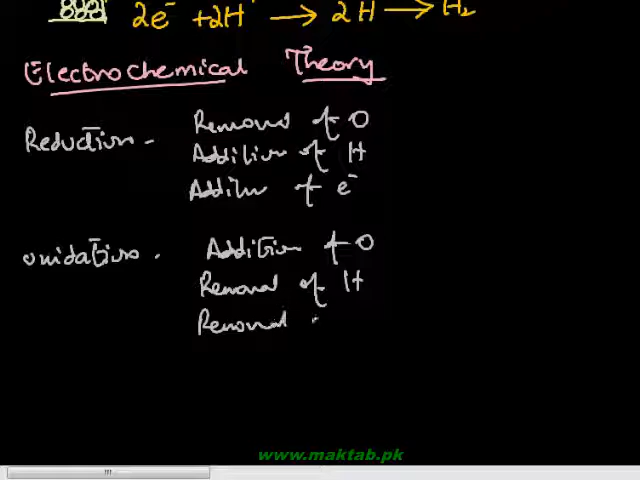 2e⁻ + 2H⁺ → 2H → H₂
Electrochemical Theory
Reduction - Removal of O
Addition of H
Addition of e⁻
Oxidation - Addition of O
Removal of H
Removal
www.maktab.pk